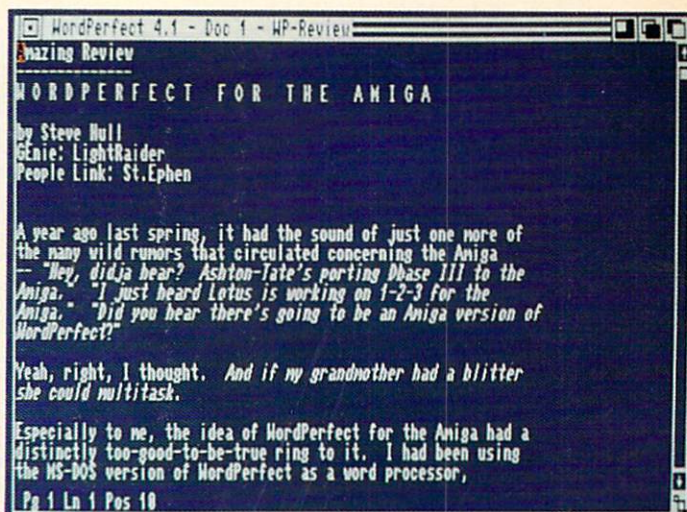 WordPerfect 4.1 - Doc 1 - WP-Review
Amazing Review
--------------
W O R D P E R F E C T   F O R   T H E   A M I G A
by Steve Hull
GEnie: LightRaider
People Link: St.Ephen
A year ago last spring, it had the sound of just one more of
the many wild rumors that circulated concerning the Amiga
-- "Hey, didja hear?  Ashton-Tate's porting Dbase III to the
Amiga."  "I just heard Lotus is working on 1-2-3 for the
Amiga."  "Did you hear there's going to be an Amiga version of
WordPerfect?"
Yeah, right, I thought.  And if my grandmother had a blitter
she could multitask.
Especially to me, the idea of WordPerfect for the Amiga had a
distinctly too-good-to-be-true ring to it.  I had been using
the MS-DOS version of WordPerfect as a word processor,
Pg 1 Ln 1 Pos 10